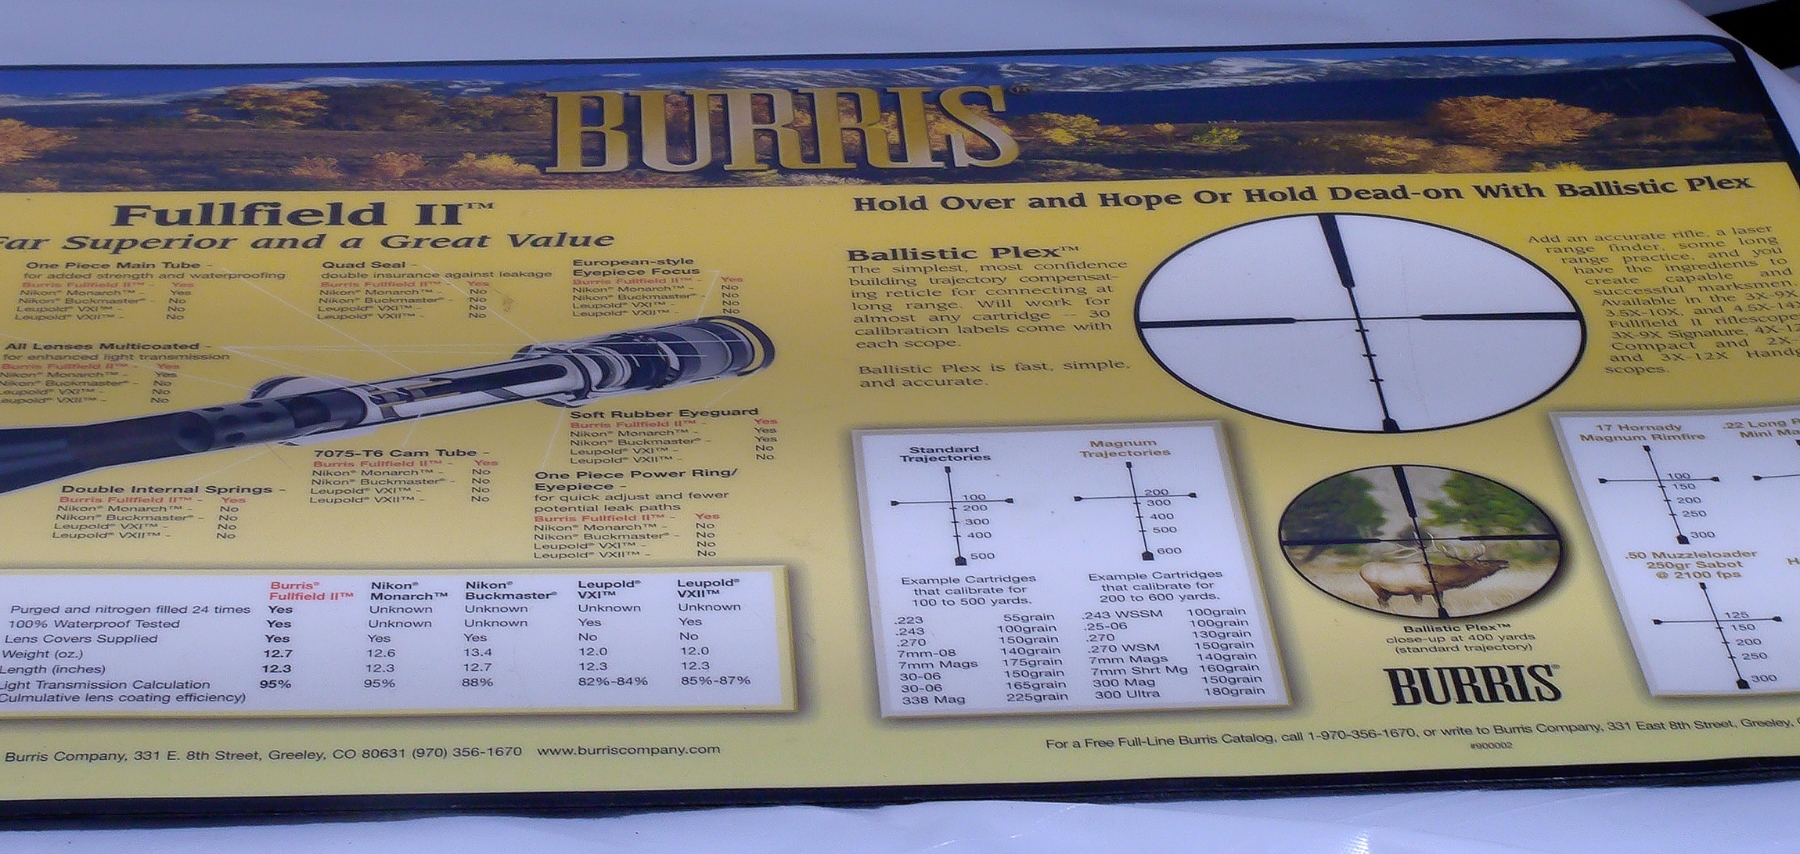 BURRIS
Fullfield II™
Far Superior and a Great Value
One Piece Main Tube -
for added strength and waterproofing
Burris Fullfield II™ - Yes
Nikon® Monarch™ - Yes
Nikon® Buckmaster® - No
Leupold® VXI™ - No
Leupold® VXII™ - No
Quad Seal -
double insurance against leakage
Burris Fullfield II™ - Yes
Nikon® Monarch™ - No
Nikon® Buckmaster® - No
Leupold® VXI™ - No
Leupold® VXII™ - No
European-style
Eyepiece Focus
Burris Fullfield II™ - Yes
Nikon® Monarch™ - No
Nikon® Buckmaster® - No
Leupold® VXI™ - No
Leupold® VXII™ - No
All Lenses Multicoated -
for enhanced light transmission
Burris Fullfield II™ - Yes
Nikon® Monarch™ - Yes
Nikon® Buckmaster® - No
Leupold® VXI™ - No
Leupold® VXII™ - No
Soft Rubber Eyeguard
Burris Fullfield II™ - Yes
Nikon® Monarch™ - Yes
Nikon® Buckmaster® - Yes
Leupold® VXI™ - No
Leupold® VXII™ - No
7075-T6 Cam Tube -
Burris Fullfield II™ - Yes
Nikon® Monarch™ - No
Nikon® Buckmaster® - No
Leupold® VXI™ - No
Leupold® VXII™ - No
Double Internal Springs -
Burris Fullfield II™ - Yes
Nikon® Monarch™ - No
Nikon® Buckmaster® - No
Leupold® VXI™ - No
Leupold® VXII™ - No
One Piece Power Ring/
Eyepiece -
for quick adjust and fewer
potential leak paths
Burris Fullfield II™ - Yes
Nikon® Monarch™ - No
Nikon® Buckmaster® - No
Leupold® VXI™ - No
Leupold® VXII™ - No
Burris® Nikon® Nikon® Leupold® Leupold®
Fullfield II™ Monarch™ Buckmaster® VXI™ VXII™
Purged and nitrogen filled 24 times Yes Unknown Unknown Unknown Unknown
100% Waterproof Tested Yes Unknown Unknown Yes Yes
Lens Covers Supplied Yes Yes Yes No No
Weight (oz.) 12.7 12.6 13.4 12.0 12.0
Length (inches) 12.3 12.3 12.7 12.3 12.3
Light Transmission Calculation 95% 95% 88% 82%-84% 85%-87%
(Culmulative lens coating efficiency)
Burris Company, 331 E. 8th Street, Greeley, CO 80631 (970) 356-1670 www.burriscompany.com
Hold Over and Hope Or Hold Dead-on With Ballistic Plex
Ballistic Plex™
The simplest, most confidence
building trajectory compensat-
ing reticle for connecting at
long range. Will work for
almost any cartridge -- 30
calibration labels come with
each scope.
Ballistic Plex is fast, simple,
and accurate.
Add an accurate rifle, a laser
range finder, some long
range practice, and you
have the ingredients to
create capable and
successful marksmen.
Available in the 3X-9X
3.5X-10X, and 4.5X-14X
Fullfield II riflescopes
3X-9X Signature, 4X-12
Compact and 2X-
and 3X-12X Handg
scopes.
Standard
Trajectories
100
200
300
400
500
Example Cartridges
that calibrate for
100 to 500 yards.
.223 55grain
.243 100grain
.270 150grain
7mm-08 140grain
7mm Mags 175grain
30-06 150grain
30-06 165grain
338 Mag 225grain
Magnum
Trajectories
200
300
400
500
600
Example Cartridges
that calibrate for
200 to 600 yards.
.243 WSSM 100grain
.25-06 100grain
.270 130grain
.270 WSM 150grain
7mm Mags 140grain
7mm Shrt Mg 160grain
300 Mag 150grain
300 Ultra 180grain
Ballistic Plex™
close-up at 400 yards
(standard trajectory)
BURRIS®
17 Hornady
Magnum Rimfire
100
150
200
250
300
.22 Long R
Mini Ma
.50 Muzzleloader
250gr Sabot
@ 2100 fps
125
150
200
250
300
H
For a Free Full-Line Burris Catalog, call 1-970-356-1670, or write to Burris Company, 331 East 8th Street, Greeley,
#900002